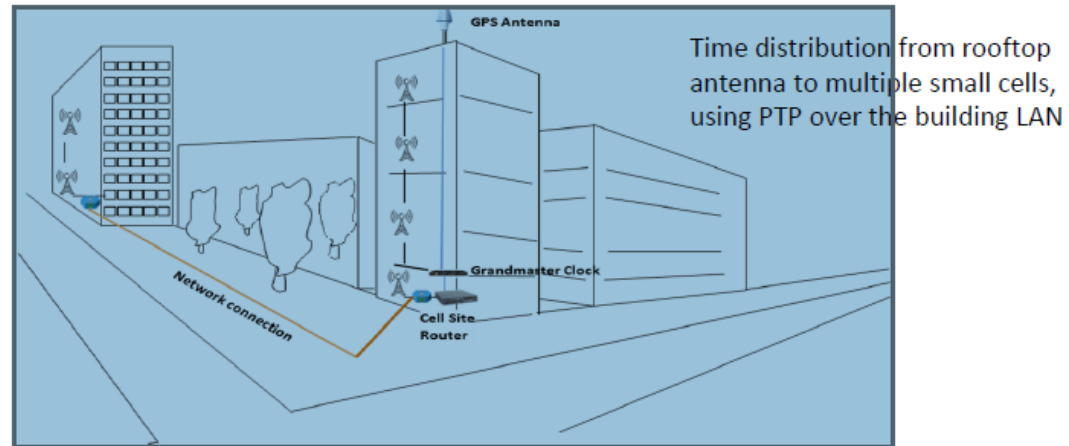 GPS Antenna
Time distribution from rooftop
antenna to multiple small cells,
using PTP over the building LAN
Grandmaster Clock
Network connection
Cell Site
Router